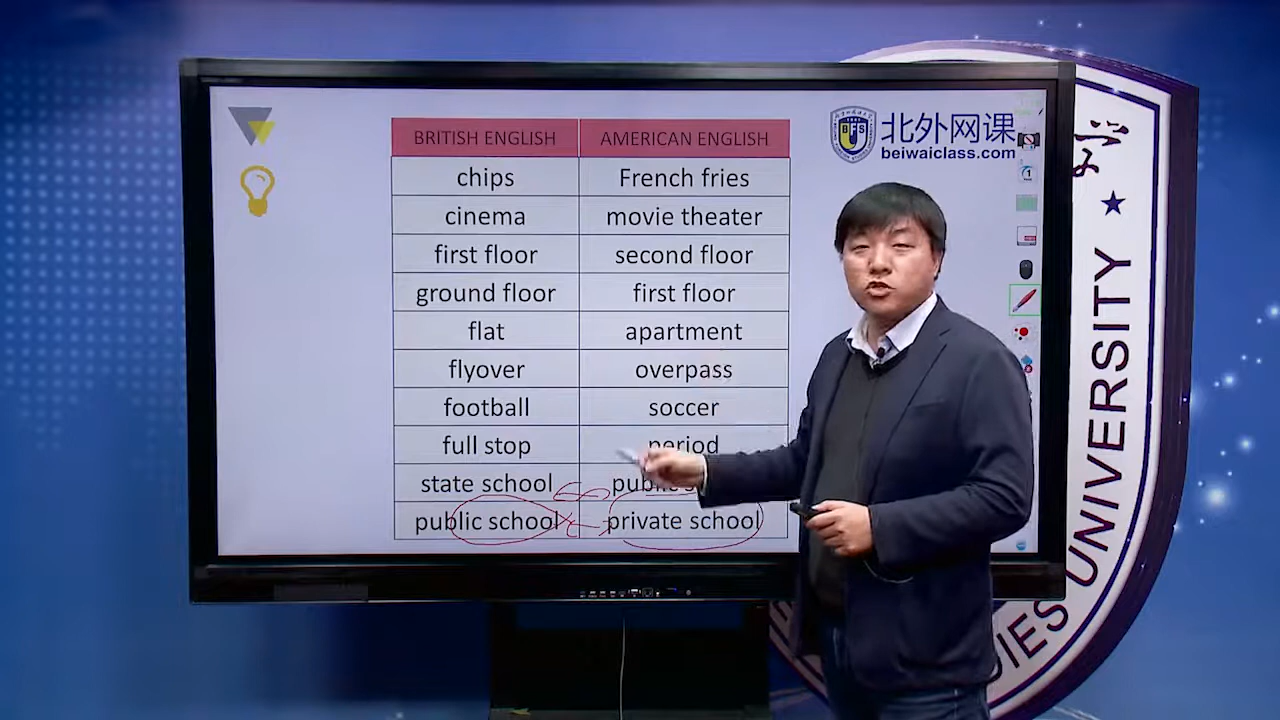 BRITISH ENGLISH AMERICAN ENGLISH
chips French fries
cinema movie theater
first floor second floor
ground floor first floor
flat apartment
flyover overpass
football soccer
full stop period
state school
public school private school
BFSU
北外网课
beiwaiclass.com
UNIVERSITY